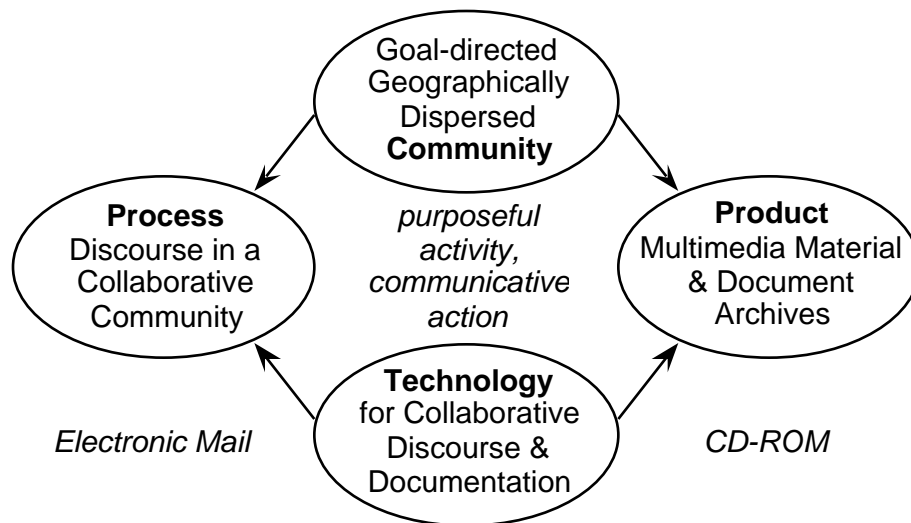 Goal-directed
Geographically
Dispersed
Community
Process
Discourse in a
Collaborative
Community
purposeful
activity,
communicative
action
Product
Multimedia Material
& Document
Archives
Technology
for Collaborative
Discourse &
Documentation
Electronic Mail
CD-ROM